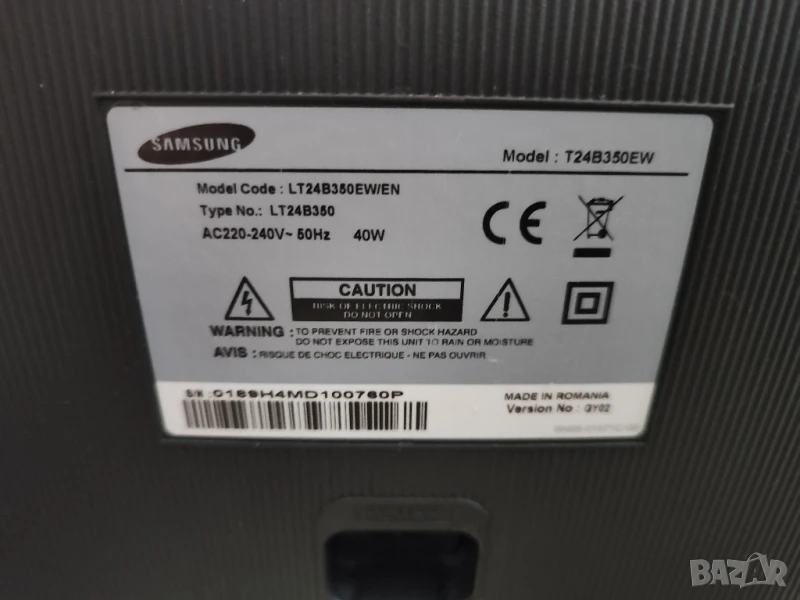 SAMSUNG
Model : T24B350EW
Model Code : LT24B350EW/EN
Type No.: LT24B350
AC220-240V~ 50Hz 40W
CE
CAUTION
RISK OF ELECTRIC SHOCK
DO NOT OPEN
WARNING : TO PREVENT FIRE OR SHOCK HAZARD
DO NOT EXPOSE THIS UNIT TO RAIN OR MOISTURE
AVIS : RISQUE DE CHOC ELECTRIQUE - NE PAS OUVRIR
S/N : 0189H4MD100760P
MADE IN ROMANIA
Version No : GY02
BAZAR